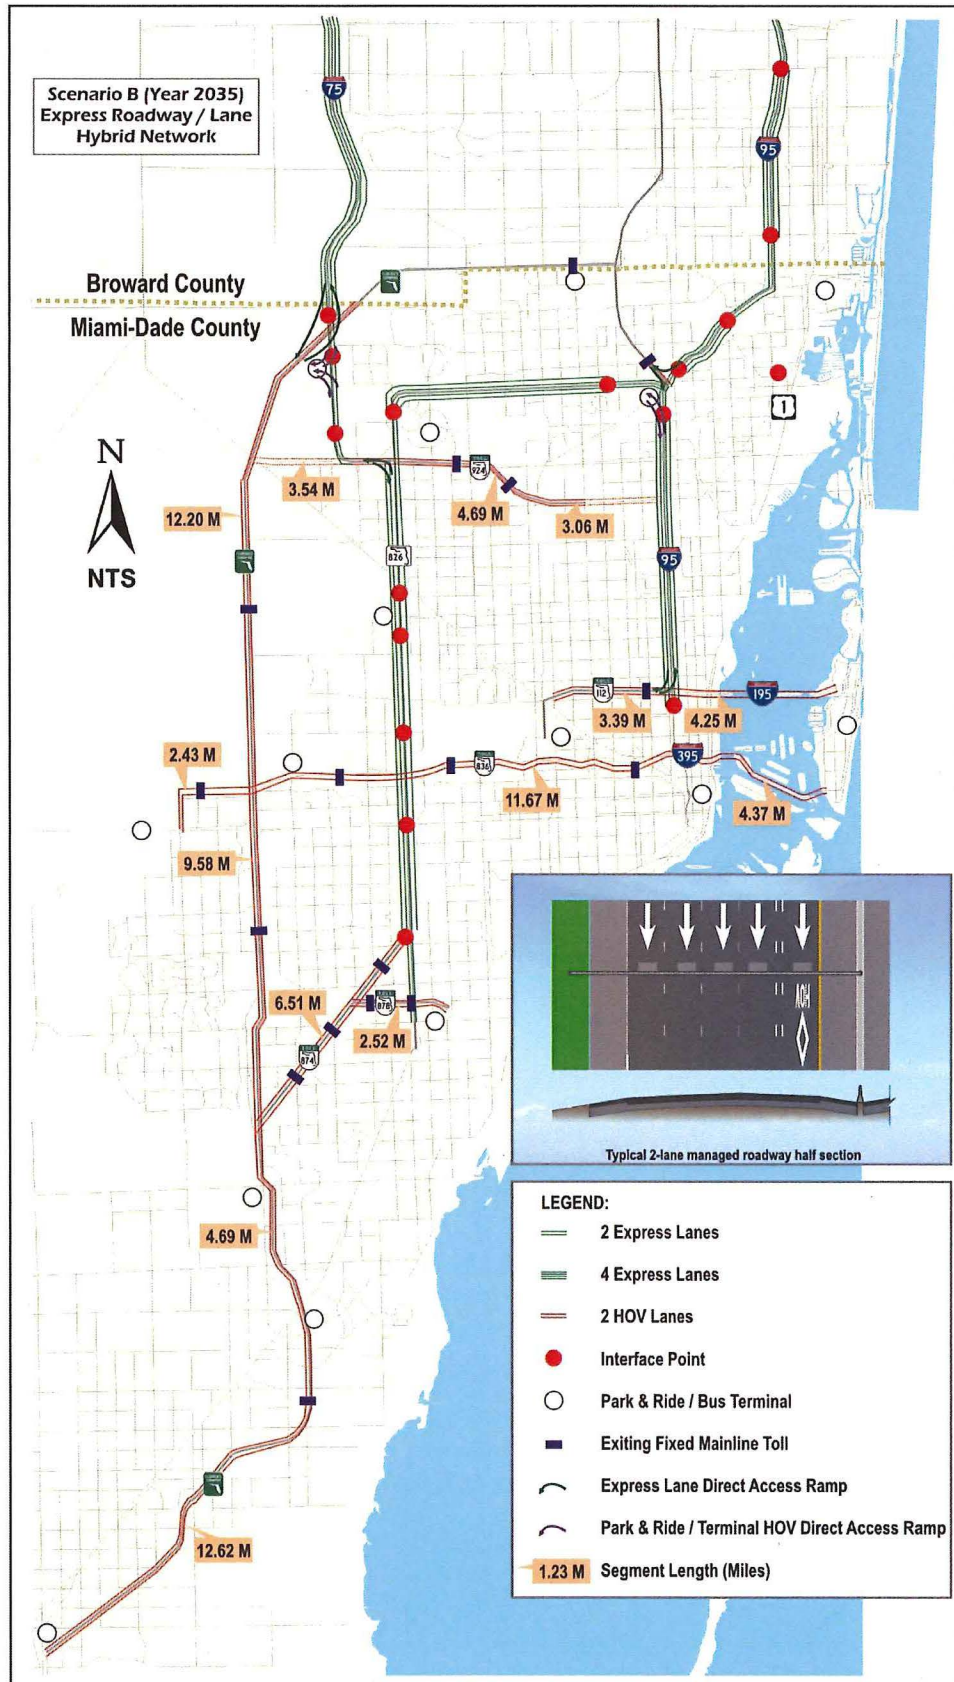 Scenario B (Year 2035)
Express Roadway / Lane
Hybrid Network
75
95
Broward County
Miami-Dade County
1
N
NTS
924
3.54 M
4.69 M
3.06 M
12.20 M
826
95
112
195
3.39 M
4.25 M
2.43 M
836
395
11.67 M
4.37 M
9.58 M
6.51 M
878
2.52 M
874
4.69 M
12.62 M
Typical 2-lane managed roadway half section
LEGEND:
2 Express Lanes
4 Express Lanes
2 HOV Lanes
Interface Point
Park & Ride / Bus Terminal
Exiting Fixed Mainline Toll
Express Lane Direct Access Ramp
Park & Ride / Terminal HOV Direct Access Ramp
1.23 M Segment Length (Miles)